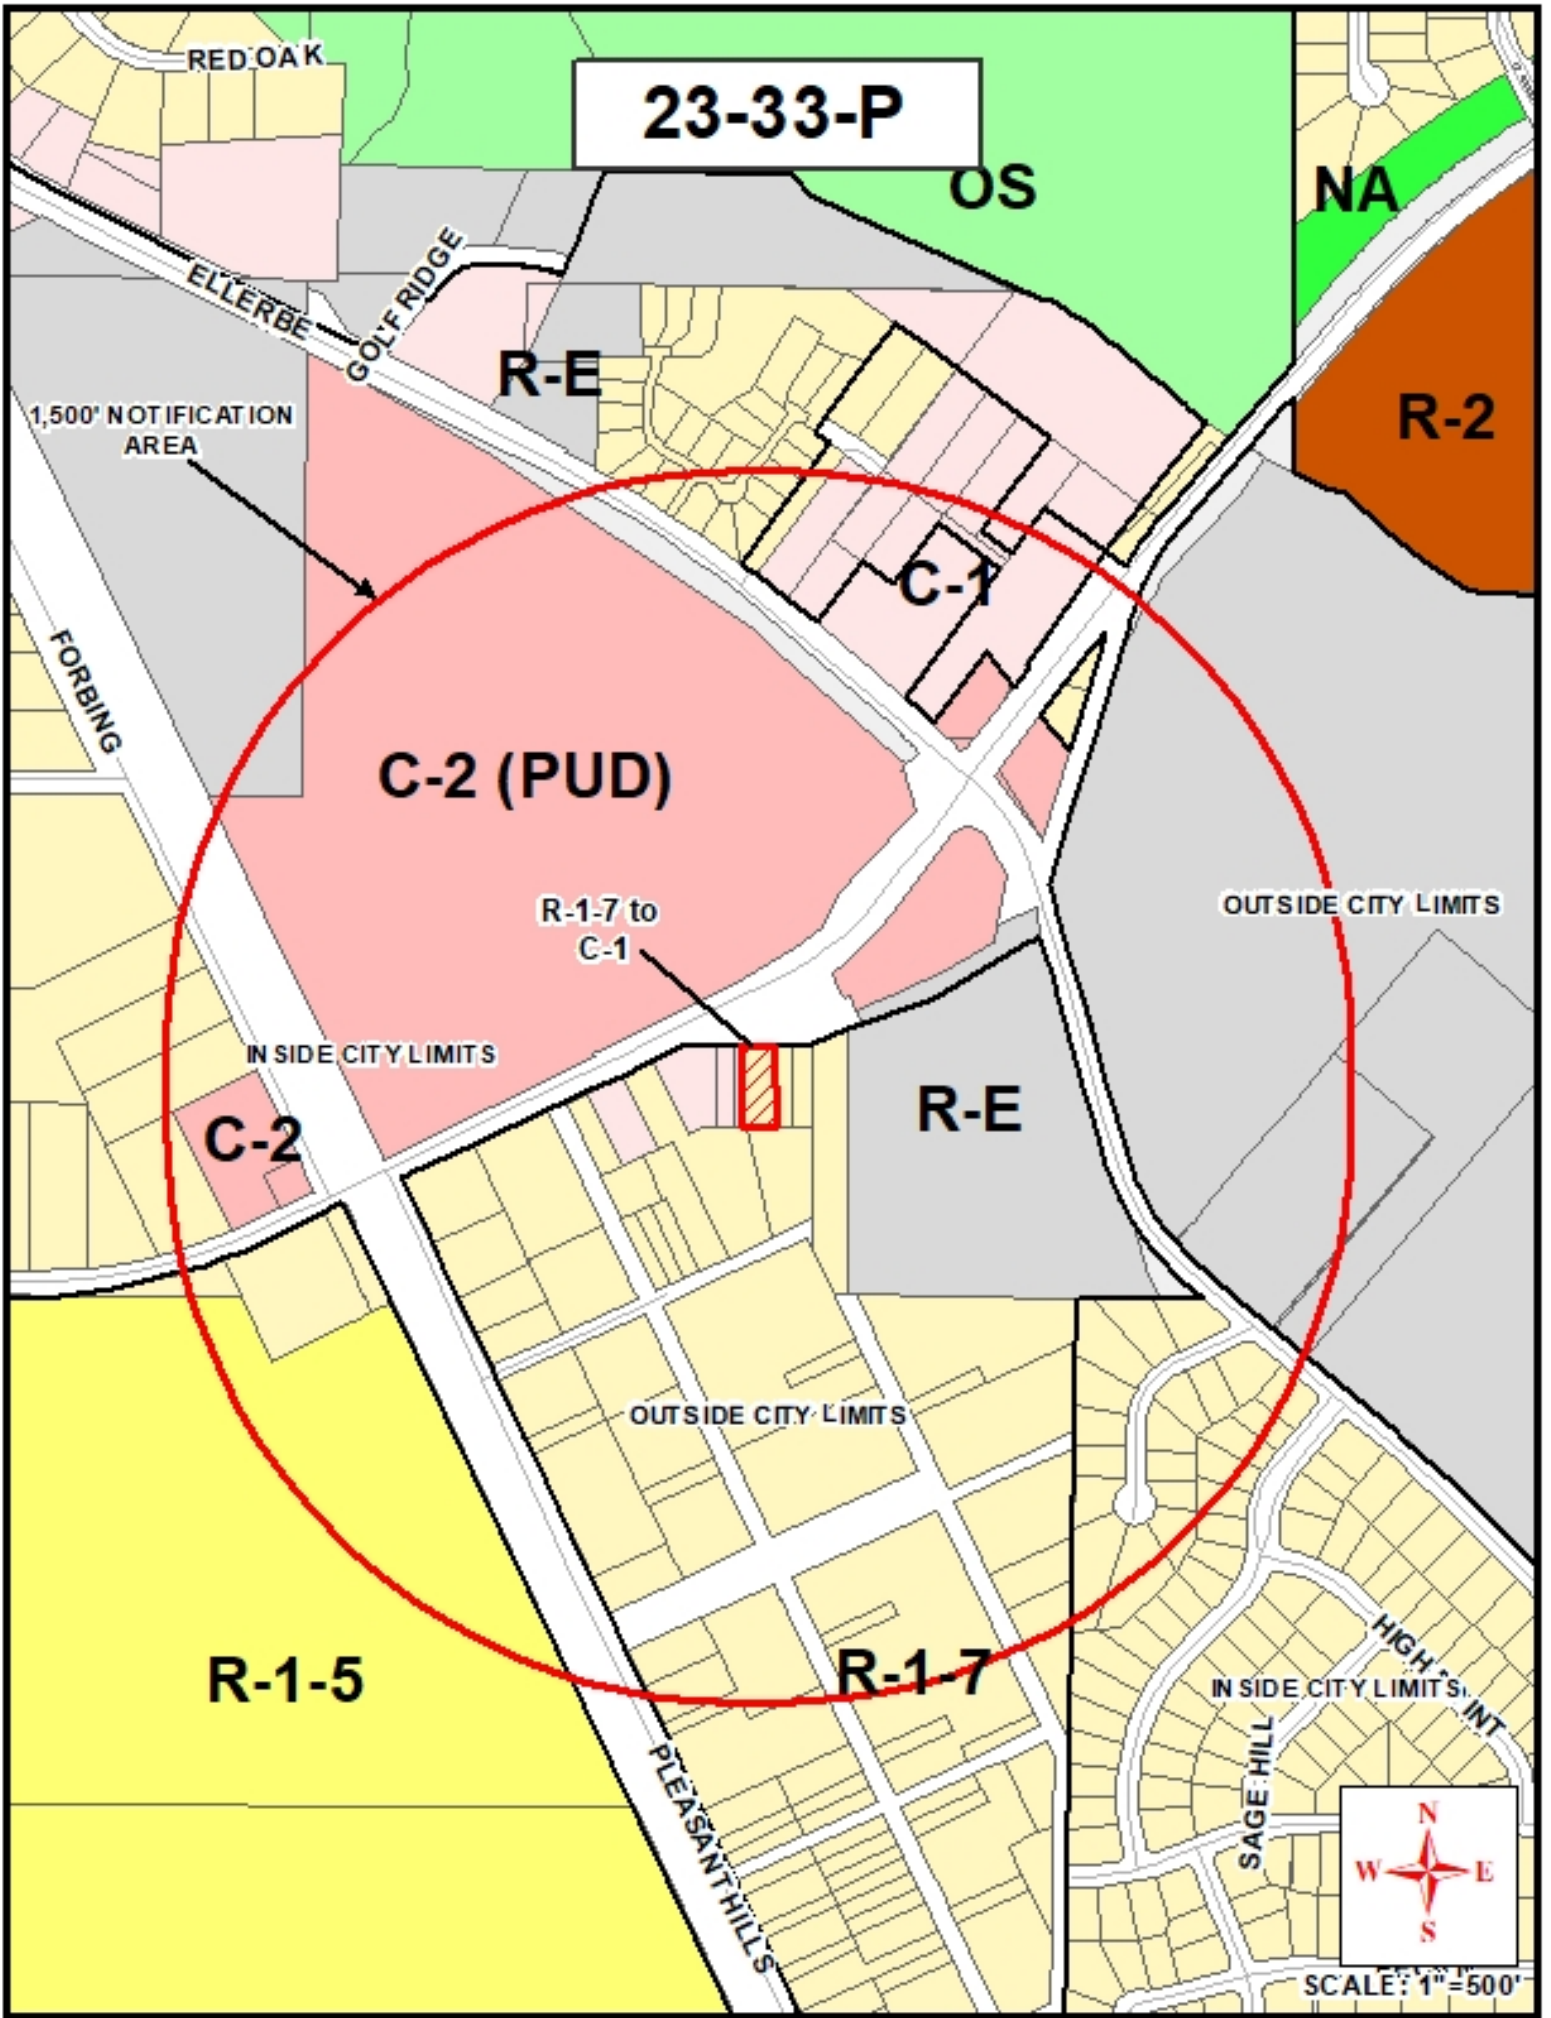 RED OAK
23-33-P
OS
NA
ELLERBE
GOLF RIDGE
R-E
R-2
1,500' NOTIFICATION
AREA
C-1
FORBING
C-2 (PUD)
R-1-7 to
C-1
OUTSIDE CITY LIMITS
INSIDE CITY LIMITS
C-2
R-E
OUTSIDE CITY LIMITS
R-1-5
R-1-7
HIGH
INT
INSIDE CITY LIMITS
SAGE HILL
PLEASANT HILLS
N
W E
S
SCALE: 1"=500'